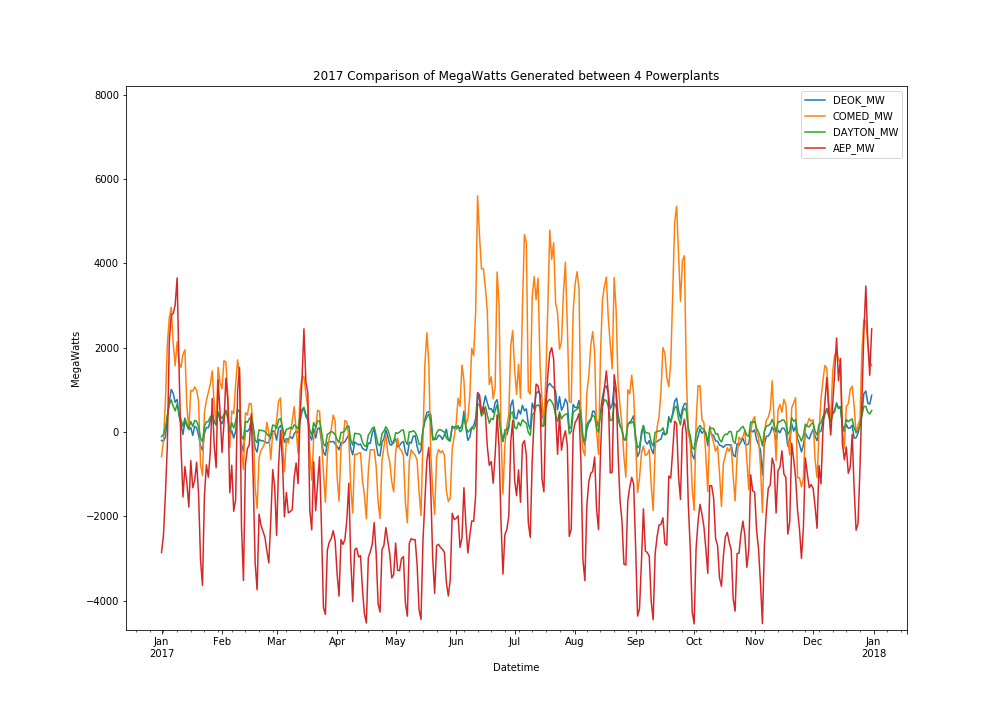 2017 Comparison of MegaWatts Generated between 4 Powerplants
DEOK_MW
COMED_MW
DAYTON_MW
AEP_MW
MegaWatts
8000
6000
4000
2000
0
−2000
−4000
Jan Feb Mar Apr May Jun Jul Aug Sep Oct Nov Dec Jan
2017 2018
Datetime